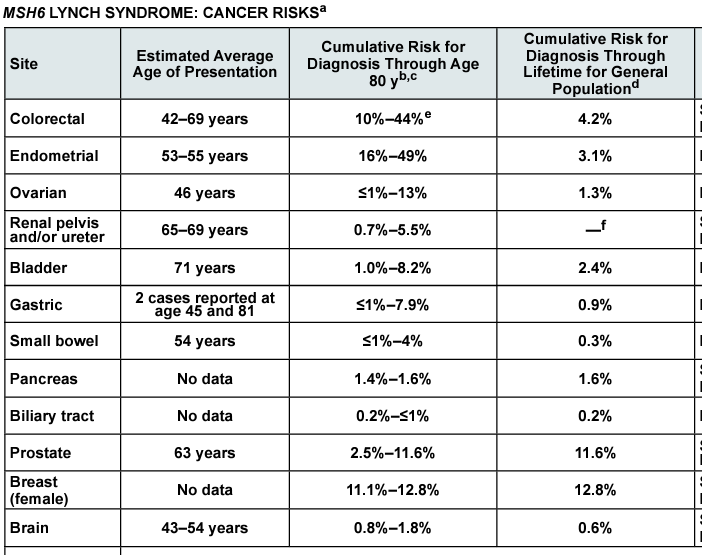 MSH6 LYNCH SYNDROME: CANCER RISKSa
Site
Estimated Average
Age of Presentation
Cumulative Risk for
Diagnosis Through Age
80 yb,c
Cumulative Risk for
Diagnosis Through
Lifetime for General
Populationd
Colorectal
42–69 years
10%–44%e
4.2%
Endometrial
53–55 years
16%–49%
3.1%
Ovarian
46 years
≤1%–13%
1.3%
Renal pelvis
and/or ureter
65–69 years
0.7%–5.5%
—f
Bladder
71 years
1.0%–8.2%
2.4%
Gastric
2 cases reported at
age 45 and 81
≤1%–7.9%
0.9%
Small bowel
54 years
≤1%–4%
0.3%
Pancreas
No data
1.4%–1.6%
1.6%
Biliary tract
No data
0.2%–≤1%
0.2%
Prostate
63 years
2.5%–11.6%
11.6%
Breast
(female)
No data
11.1%–12.8%
12.8%
Brain
43–54 years
0.8%–1.8%
0.6%